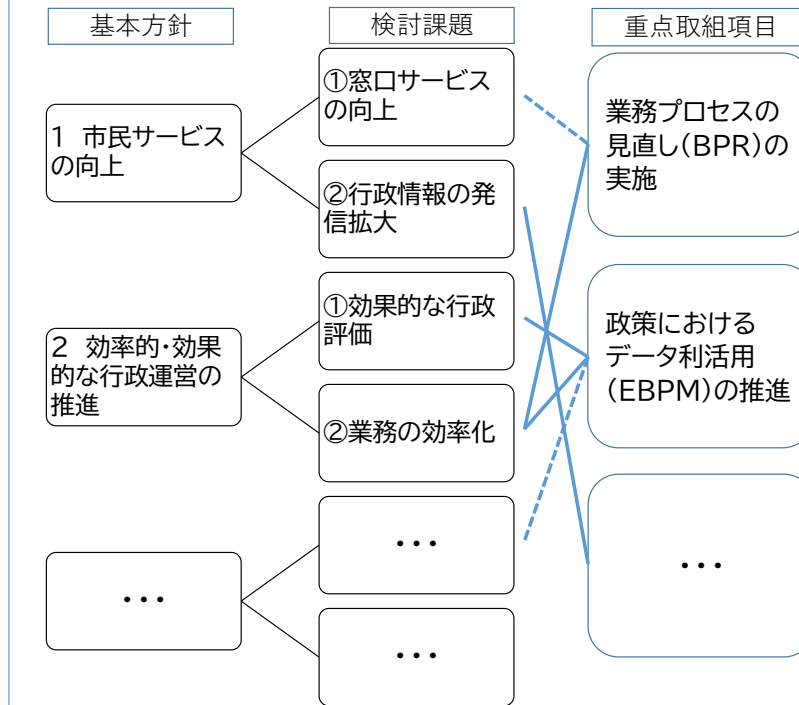 基本方針
検討課題
重点取組項目
1 市民サービス
の向上
①窓口サービス
の向上
②行政情報の発
信拡大
2 効率的・効果
的な行政運営の
推進
①効果的な行政
評価
②業務の効率化
・・・
・・・
・・・
業務プロセスの
見直し(BPR)の
実施
政策における
データ利活用
(EBPM)の推進
・・・